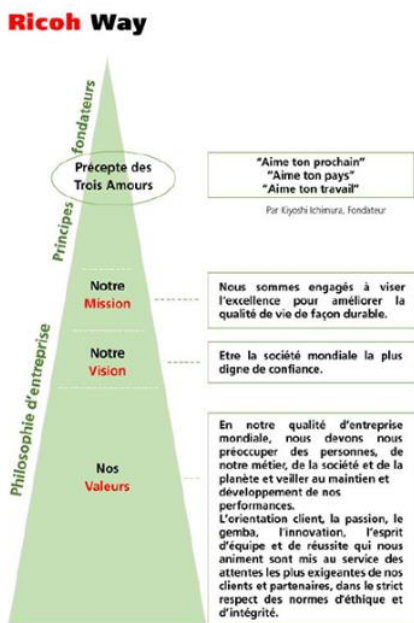 Ricoh Way
Principes fondateurs
Précepte des
Trois Amours
"Aime ton prochain"
"Aime ton pays"
"Aime ton travail"
Par Kiyoshi Ichimura, Fondateur
Philosophie d'entreprise
Notre
Mission
Nous sommes engagés à viser
l'excellence pour améliorer la
qualité de vie de façon durable.
Notre
Vision
Etre la société mondiale la plus
digne de confiance.
Nos
Valeurs
En notre qualité d'entreprise
mondiale, nous devons nous
préoccuper des personnes, de
notre métier, de la société et de la
planète et veiller au maintien et
développement de nos
performances.
L'orientation client, la passion, le
gemba, l'innovation, l'esprit
d'équipe et de réussite qui nous
animent sont mis au service des
attentes les plus exigeantes de nos
clients et partenaires, dans le strict
respect des normes d'éthique et
d'intégrité.